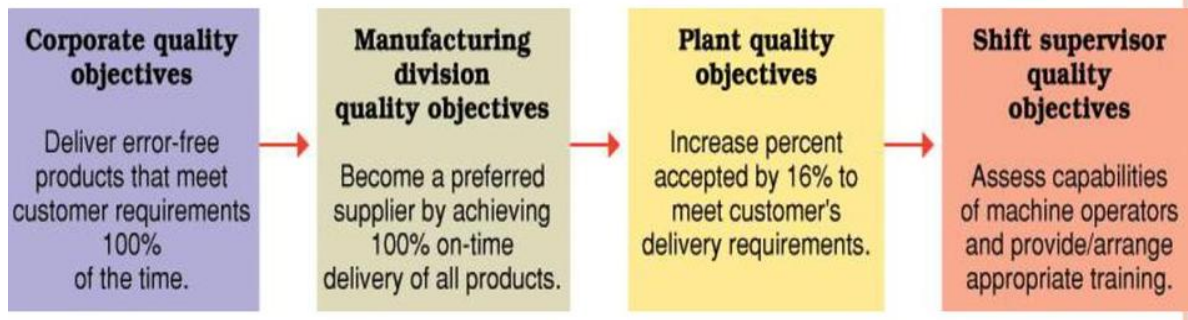 Corporate quality
objectives
Deliver error-free
products that meet
customer requirements
100%
of the time.
Manufacturing
division
quality objectives
Become a preferred
supplier by achieving
100% on-time
delivery of all products.
Plant quality
objectives
Increase percent
accepted by 16% to
meet customer's
delivery requirements.
Shift supervisor
quality
objectives
Assess capabilities
of machine operators
and provide/arrange
appropriate training.